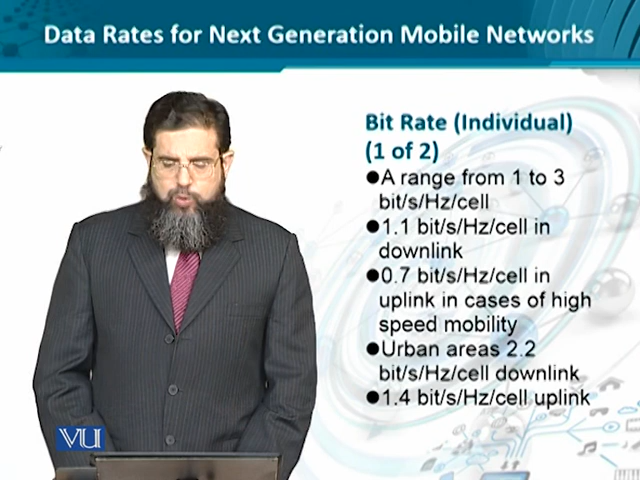 Data Rates for Next Generation Mobile Networks
Bit Rate (Individual)
(1 of 2)
●A range from 1 to 3
bit/s/Hz/cell
●1.1 bit/s/Hz/cell in
downlink
●0.7 bit/s/Hz/cell in
uplink in cases of high
speed mobility
●Urban areas 2.2
bit/s/Hz/cell downlink
●1.4 bit/s/Hz/cell uplink
VU